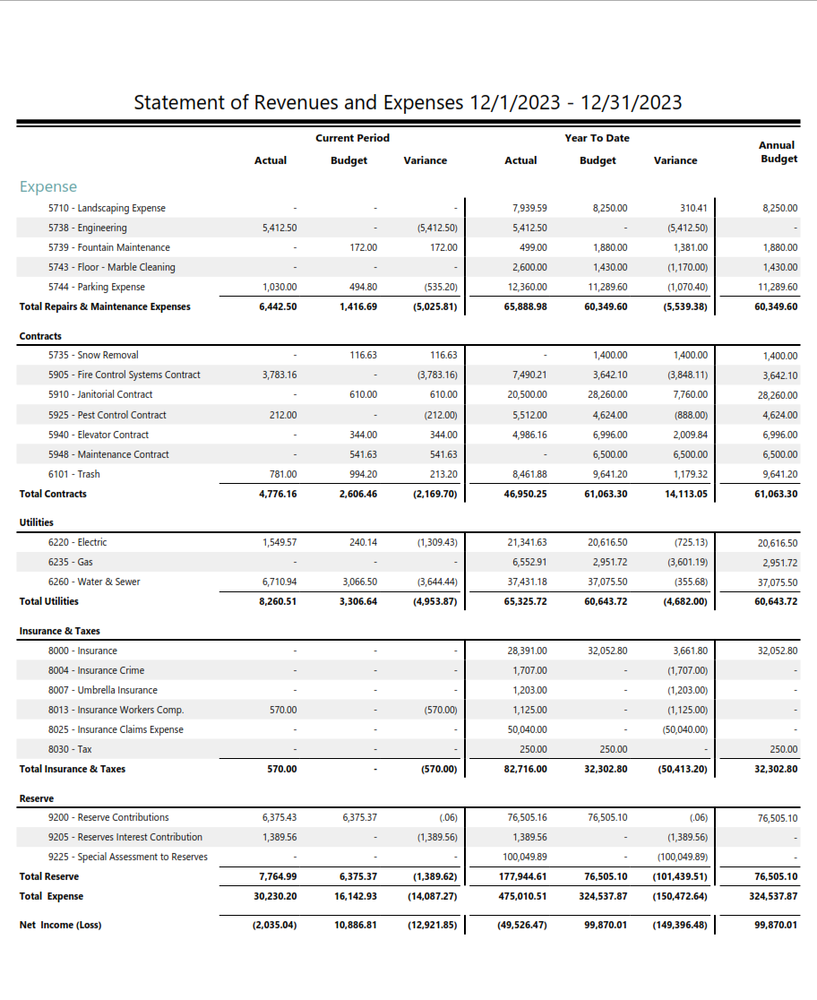 Statement of Revenues and Expenses 12/1/2023 - 12/31/2023
Current Period Year To Date Annual
Actual Budget Variance Actual Budget Variance Budget
Expense
5710 - Landscaping Expense - - - 7,939.59 8,250.00 310.41 8,250.00
5738 - Engineering 5,412.50 - (5,412.50) 5,412.50 - (5,412.50) -
5739 - Fountain Maintenance - 172.00 172.00 499.00 1,880.00 1,381.00 1,880.00
5743 - Floor - Marble Cleaning - - - 2,600.00 1,430.00 (1,170.00) 1,430.00
5744 - Parking Expense 1,030.00 494.80 (535.20) 12,360.00 11,289.60 (1,070.40) 11,289.60
Total Repairs & Maintenance Expenses 6,442.50 1,416.69 (5,025.81) 65,888.98 60,349.60 (5,539.38) 60,349.60
Contracts
5735 - Snow Removal - 116.63 116.63 - 1,400.00 1,400.00 1,400.00
5905 - Fire Control Systems Contract 3,783.16 - (3,783.16) 7,490.21 3,642.10 (3,848.11) 3,642.10
5910 - Janitorial Contract - 610.00 610.00 20,500.00 28,260.00 7,760.00 28,260.00
5925 - Pest Control Contract 212.00 - (212.00) 5,512.00 4,624.00 (888.00) 4,624.00
5940 - Elevator Contract - 344.00 344.00 4,986.16 6,996.00 2,009.84 6,996.00
5948 - Maintenance Contract - 541.63 541.63 - 6,500.00 6,500.00 6,500.00
6101 - Trash 781.00 994.20 213.20 8,461.88 9,641.20 1,179.32 9,641.20
Total Contracts 4,776.16 2,606.46 (2,169.70) 46,950.25 61,063.30 14,113.05 61,063.30
Utilities
6220 - Electric 1,549.57 240.14 (1,309.43) 21,341.63 20,616.50 (725.13) 20,616.50
6235 - Gas - - - 6,552.91 2,951.72 (3,601.19) 2,951.72
6260 - Water & Sewer 6,710.94 3,066.50 (3,644.44) 37,431.18 37,075.50 (355.68) 37,075.50
Total Utilities 8,260.51 3,306.64 (4,953.87) 65,325.72 60,643.72 (4,682.00) 60,643.72
Insurance & Taxes
8000 - Insurance - - - 28,391.00 32,052.80 3,661.80 32,052.80
8004 - Insurance Crime - - - 1,707.00 - (1,707.00) -
8007 - Umbrella Insurance - - - 1,203.00 - (1,203.00) -
8013 - Insurance Workers Comp. 570.00 - (570.00) 1,125.00 - (1,125.00) -
8025 - Insurance Claims Expense - - - 50,040.00 - (50,040.00) -
8030 - Tax - - - 250.00 250.00 - 250.00
Total Insurance & Taxes 570.00 - (570.00) 82,716.00 32,302.80 (50,413.20) 32,302.80
Reserve
9200 - Reserve Contributions 6,375.43 6,375.37 (.06) 76,505.16 76,505.10 (.06) 76,505.10
9205 - Reserves Interest Contribution 1,389.56 - (1,389.56) 1,389.56 - (1,389.56) -
9225 - Special Assessment to Reserves - - - 100,049.89 - (100,049.89) -
Total Reserve 7,764.99 6,375.37 (1,389.62) 177,944.61 76,505.10 (101,439.51) 76,505.10
Total Expense 30,230.20 16,142.93 (14,087.27) 475,010.51 324,537.87 (150,472.64) 324,537.87
Net Income (Loss) (2,035.04) 10,886.81 (12,921.85) (49,526.47) 99,870.01 (149,396.48) 99,870.01